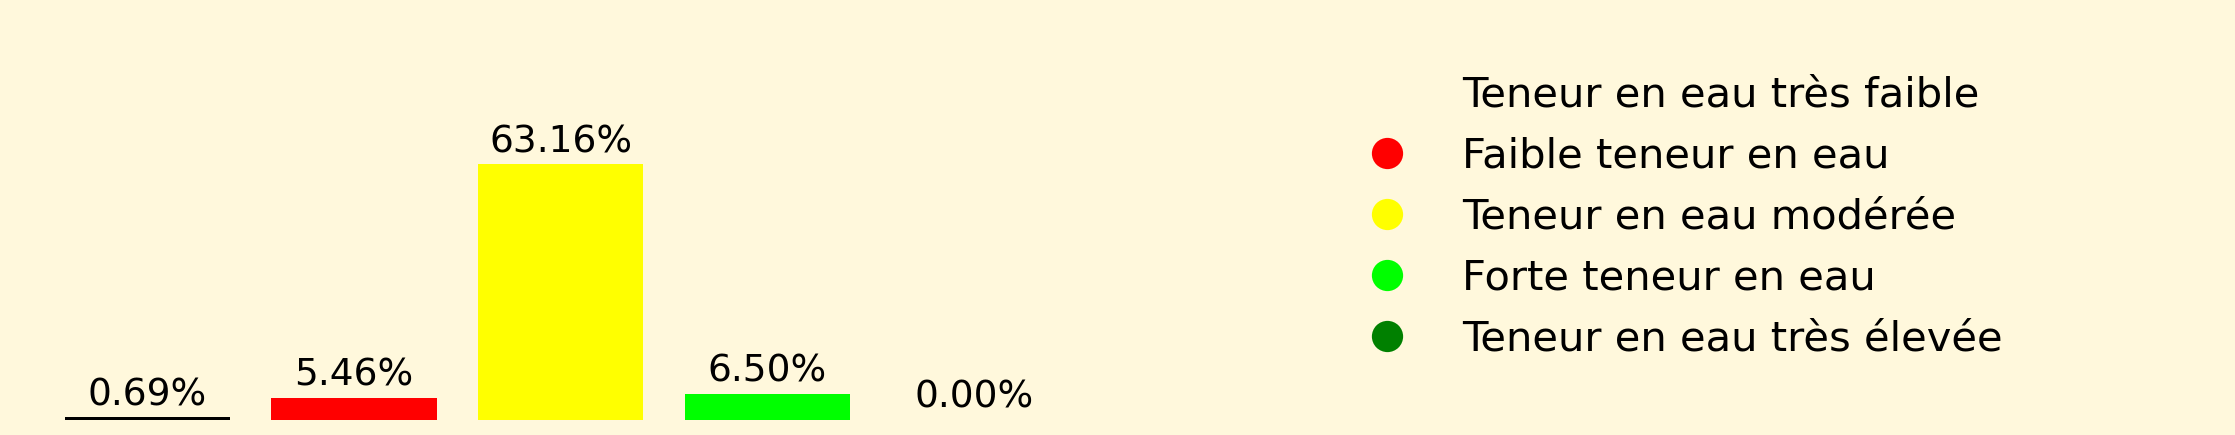 0.69%
5.46%
63.16%
6.50%
0.00%
Teneur en eau très faible
Faible teneur en eau
Teneur en eau modérée
Forte teneur en eau
Teneur en eau très élevée